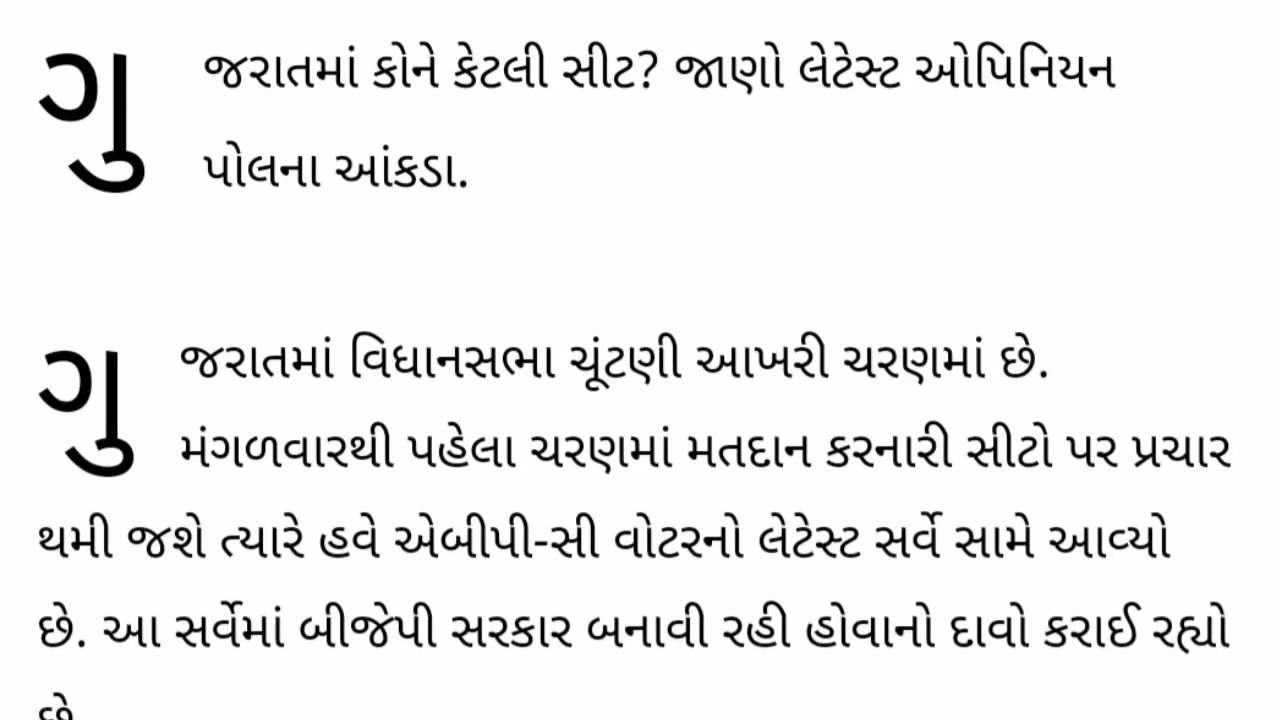 ગુજરાતમાં કોને કેટલી સીટ? જાણો લેટેસ્ટ ઓપિનિયન
પોલના આંકડા.
ગુજરાતમાં વિધાનસભા ચૂંટણી આખરી ચરણમાં છે.
મંગળવારથી પહેલા ચરણમાં મતદાન કરનારી સીટો પર પ્રચાર
થમી જશે ત્યારે હવે એબીપી-સી વોટરનો લેટેસ્ટ સર્વે સામે આવ્યો
છે. આ સર્વેમાં બીજેપી સરકાર બનાવી રહી હોવાનો દાવો કરાઈ રહ્યો
છે